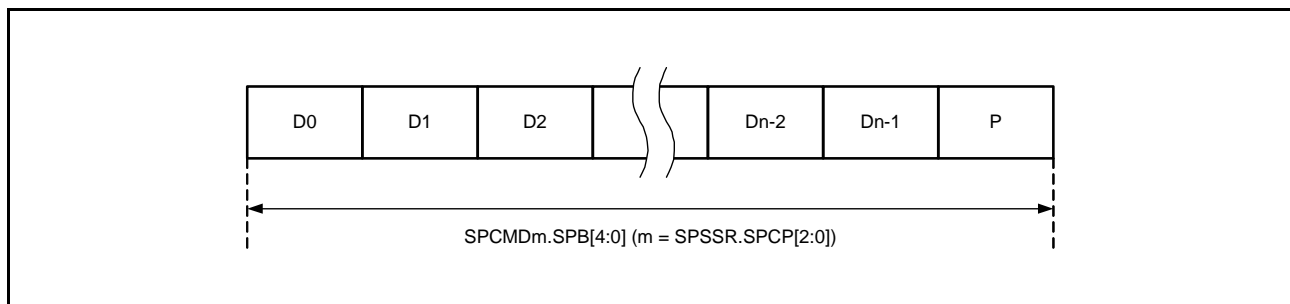 D0 D1 D2 Dn-2 Dn-1 P
SPCMDm.SPB[4:0] (m = SPSSR.SPCP[2:0])